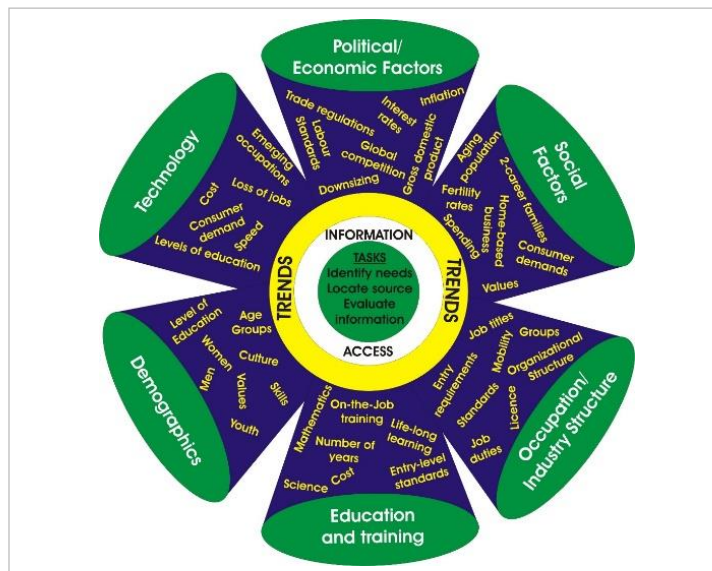 Political/
Economic Factors
Trade regulations
Interest
rates
Inflation
Labour
Standards
Global
competition
Gross domestic
product
Downsizing
Social
Factors
Aging
population
2-career families
Fertility
rates
Home-based
business
Spending
Consumer
demands
Values
Occupation/
Industry Structure
Job titles
Groups
Mobility
Organizational
Structure
Entry
requirements
Standards
Licence
Job
duties
Education
and training
Mathematics
On-the-Job
training
Life-long
learning
Number of
years
Science
Cost
Entry-level
standards
Demographics
Level of
Education
Age
Groups
Women
Culture
Men
Values
Skills
Youth
Technology
Emerging
occupations
Cost
Loss of jobs
Consumer
demand
Speed
Levels of education
TRENDS
TRENDS
INFORMATION
TASKS
Identify needs
Locate source
Evaluate
information
ACCESS